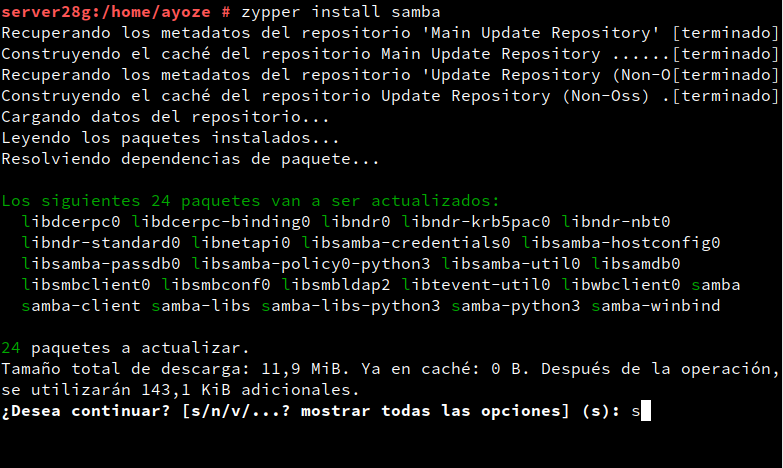 server28g:/home/ayoze # zypper install samba
Recuperando los metadatos del repositorio 'Main Update Repository' [terminado]
Construyendo el caché del repositorio Main Update Repository ......[terminado]
Recuperando los metadatos del repositorio 'Update Repository (Non-O[terminado]
Construyendo el caché del repositorio Update Repository (Non-Oss) .[terminado]
Cargando datos del repositorio...
Leyendo los paquetes instalados...
Resolviendo dependencias de paquete...
Los siguientes 24 paquetes van a ser actualizados:
libdcerpc0 libdcerpc-binding0 libndr0 libndr-krb5pac0 libndr-nbt0
libndr-standard0 libnetapi0 libsamba-credentials0 libsamba-hostconfig0
libsamba-passdb0 libsamba-policy0-python3 libsamba-util0 libsamdb0
libsmbclient0 libsmbconf0 libsmbldap2 libtevent-util0 libwbclient0 samba
samba-client samba-libs samba-libs-python3 samba-python3 samba-winbind
24 paquetes a actualizar.
Tamaño total de descarga: 11,9 MiB. Ya en caché: 0 B. Después de la operación,
se utilizarán 143,1 KiB adicionales.
¿Desea continuar? [s/n/v/...? mostrar todas las opciones] (s): s